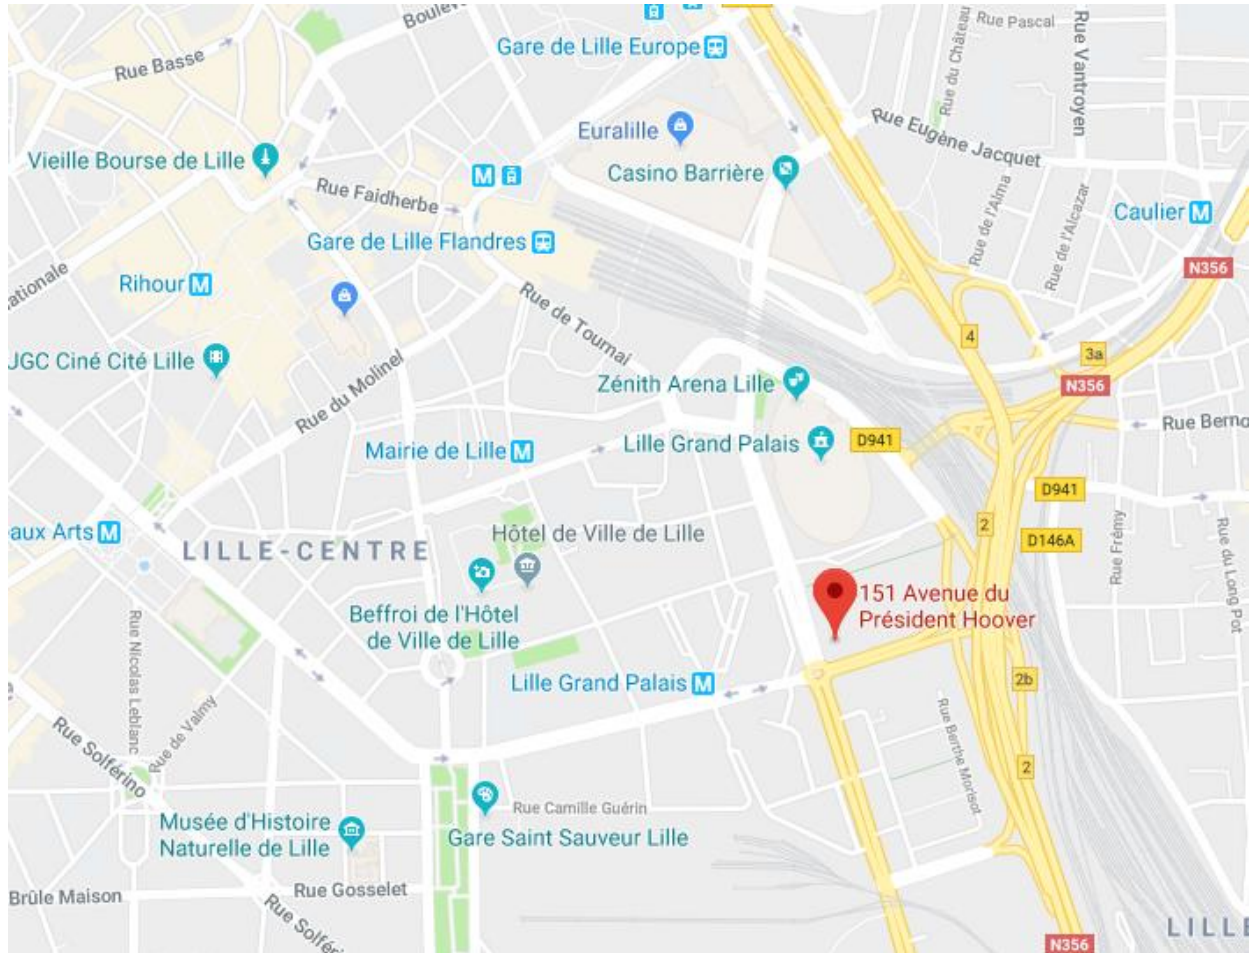 Boulev
Rue Pascal
Gare de Lille Europe
Rue du Château
Rue Vantroyen
Rue Basse
Euralille
Rue Eugène Jacquet
Vieille Bourse de Lille
M
Casino Barrière
Rue Faidherbe
Rue de l'Alma
Rue de l'Alcazar
Caulier M
Gare de Lille Flandres
N356
ationale
Rihour M
Rue de Tournai
4
3a
JGC Ciné Cité Lille
Zénith Arena Lille
N356
Rue du Molinel
Rue Berno
Mairie de Lille M
Lille Grand Palais
D941
D941
eaux Arts M
2
Hôtel de Ville de Lille
D146A
Rue Frémy
Rue du Long Pot
LILLE-CENTRE
151 Avenue du
Président Hoover
Beffroi de l'Hôtel
de Ville de Lille
Rue Nicolas Leblanc
Rue de Valmy
Lille Grand Palais M
2b
Rue Solférino
Rue Berthe Morisot
2
Rue Camille Guérin
Musée d'Histoire
Naturelle de Lille
Gare Saint Sauveur Lille
Brûle Maison
Rue Gosselet
Rue Solfér
LILLE
N356